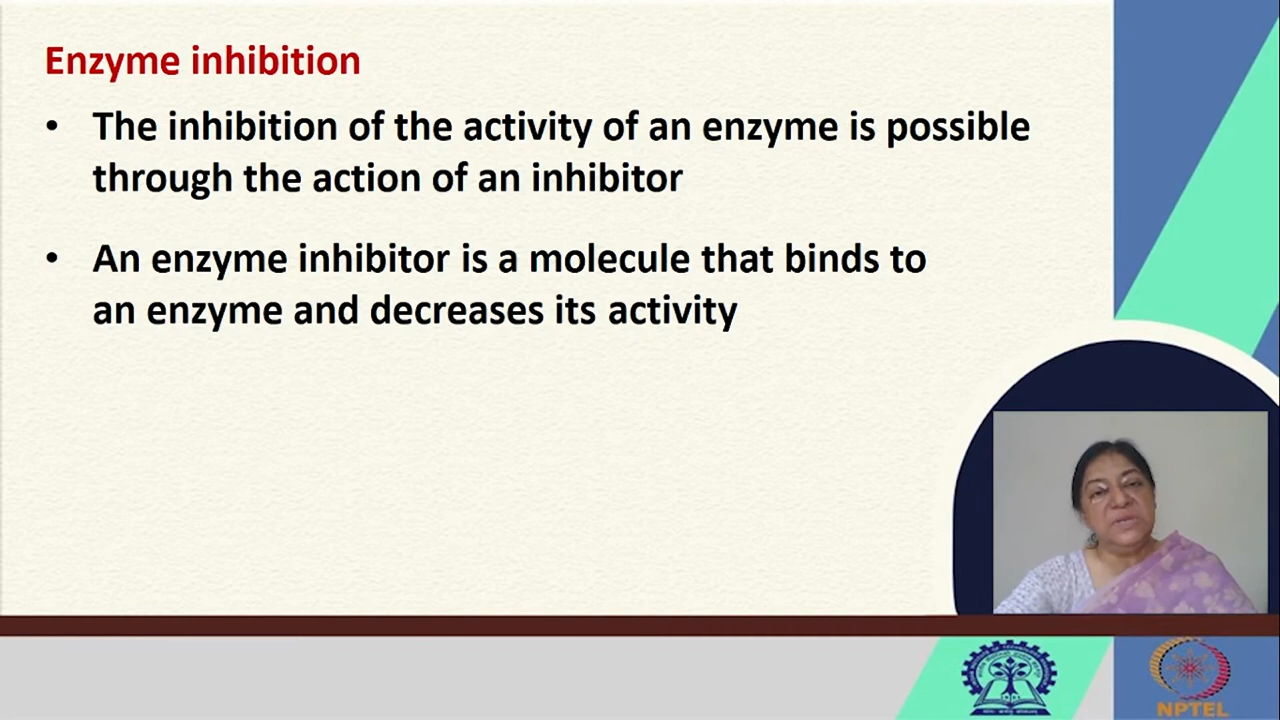 Enzyme inhibition
• The inhibition of the activity of an enzyme is possible
through the action of an inhibitor
• An enzyme inhibitor is a molecule that binds to
an enzyme and decreases its activity
NPTEL